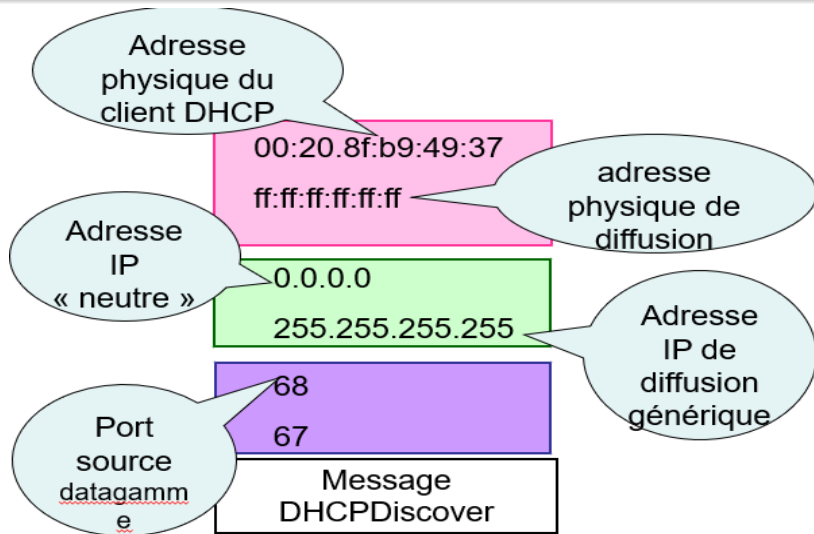 Adresse
physique du
client DHCP
00:20.8f:b9:49:37
ff:ff:ff:ff:ff:ff
adresse
physique de
diffusion
Adresse
IP
« neutre »
0.0.0.0
255.255.255.255
Adresse
IP de
diffusion
générique
68
67
Port
source
datagamm
e
Message
DHCPDiscover